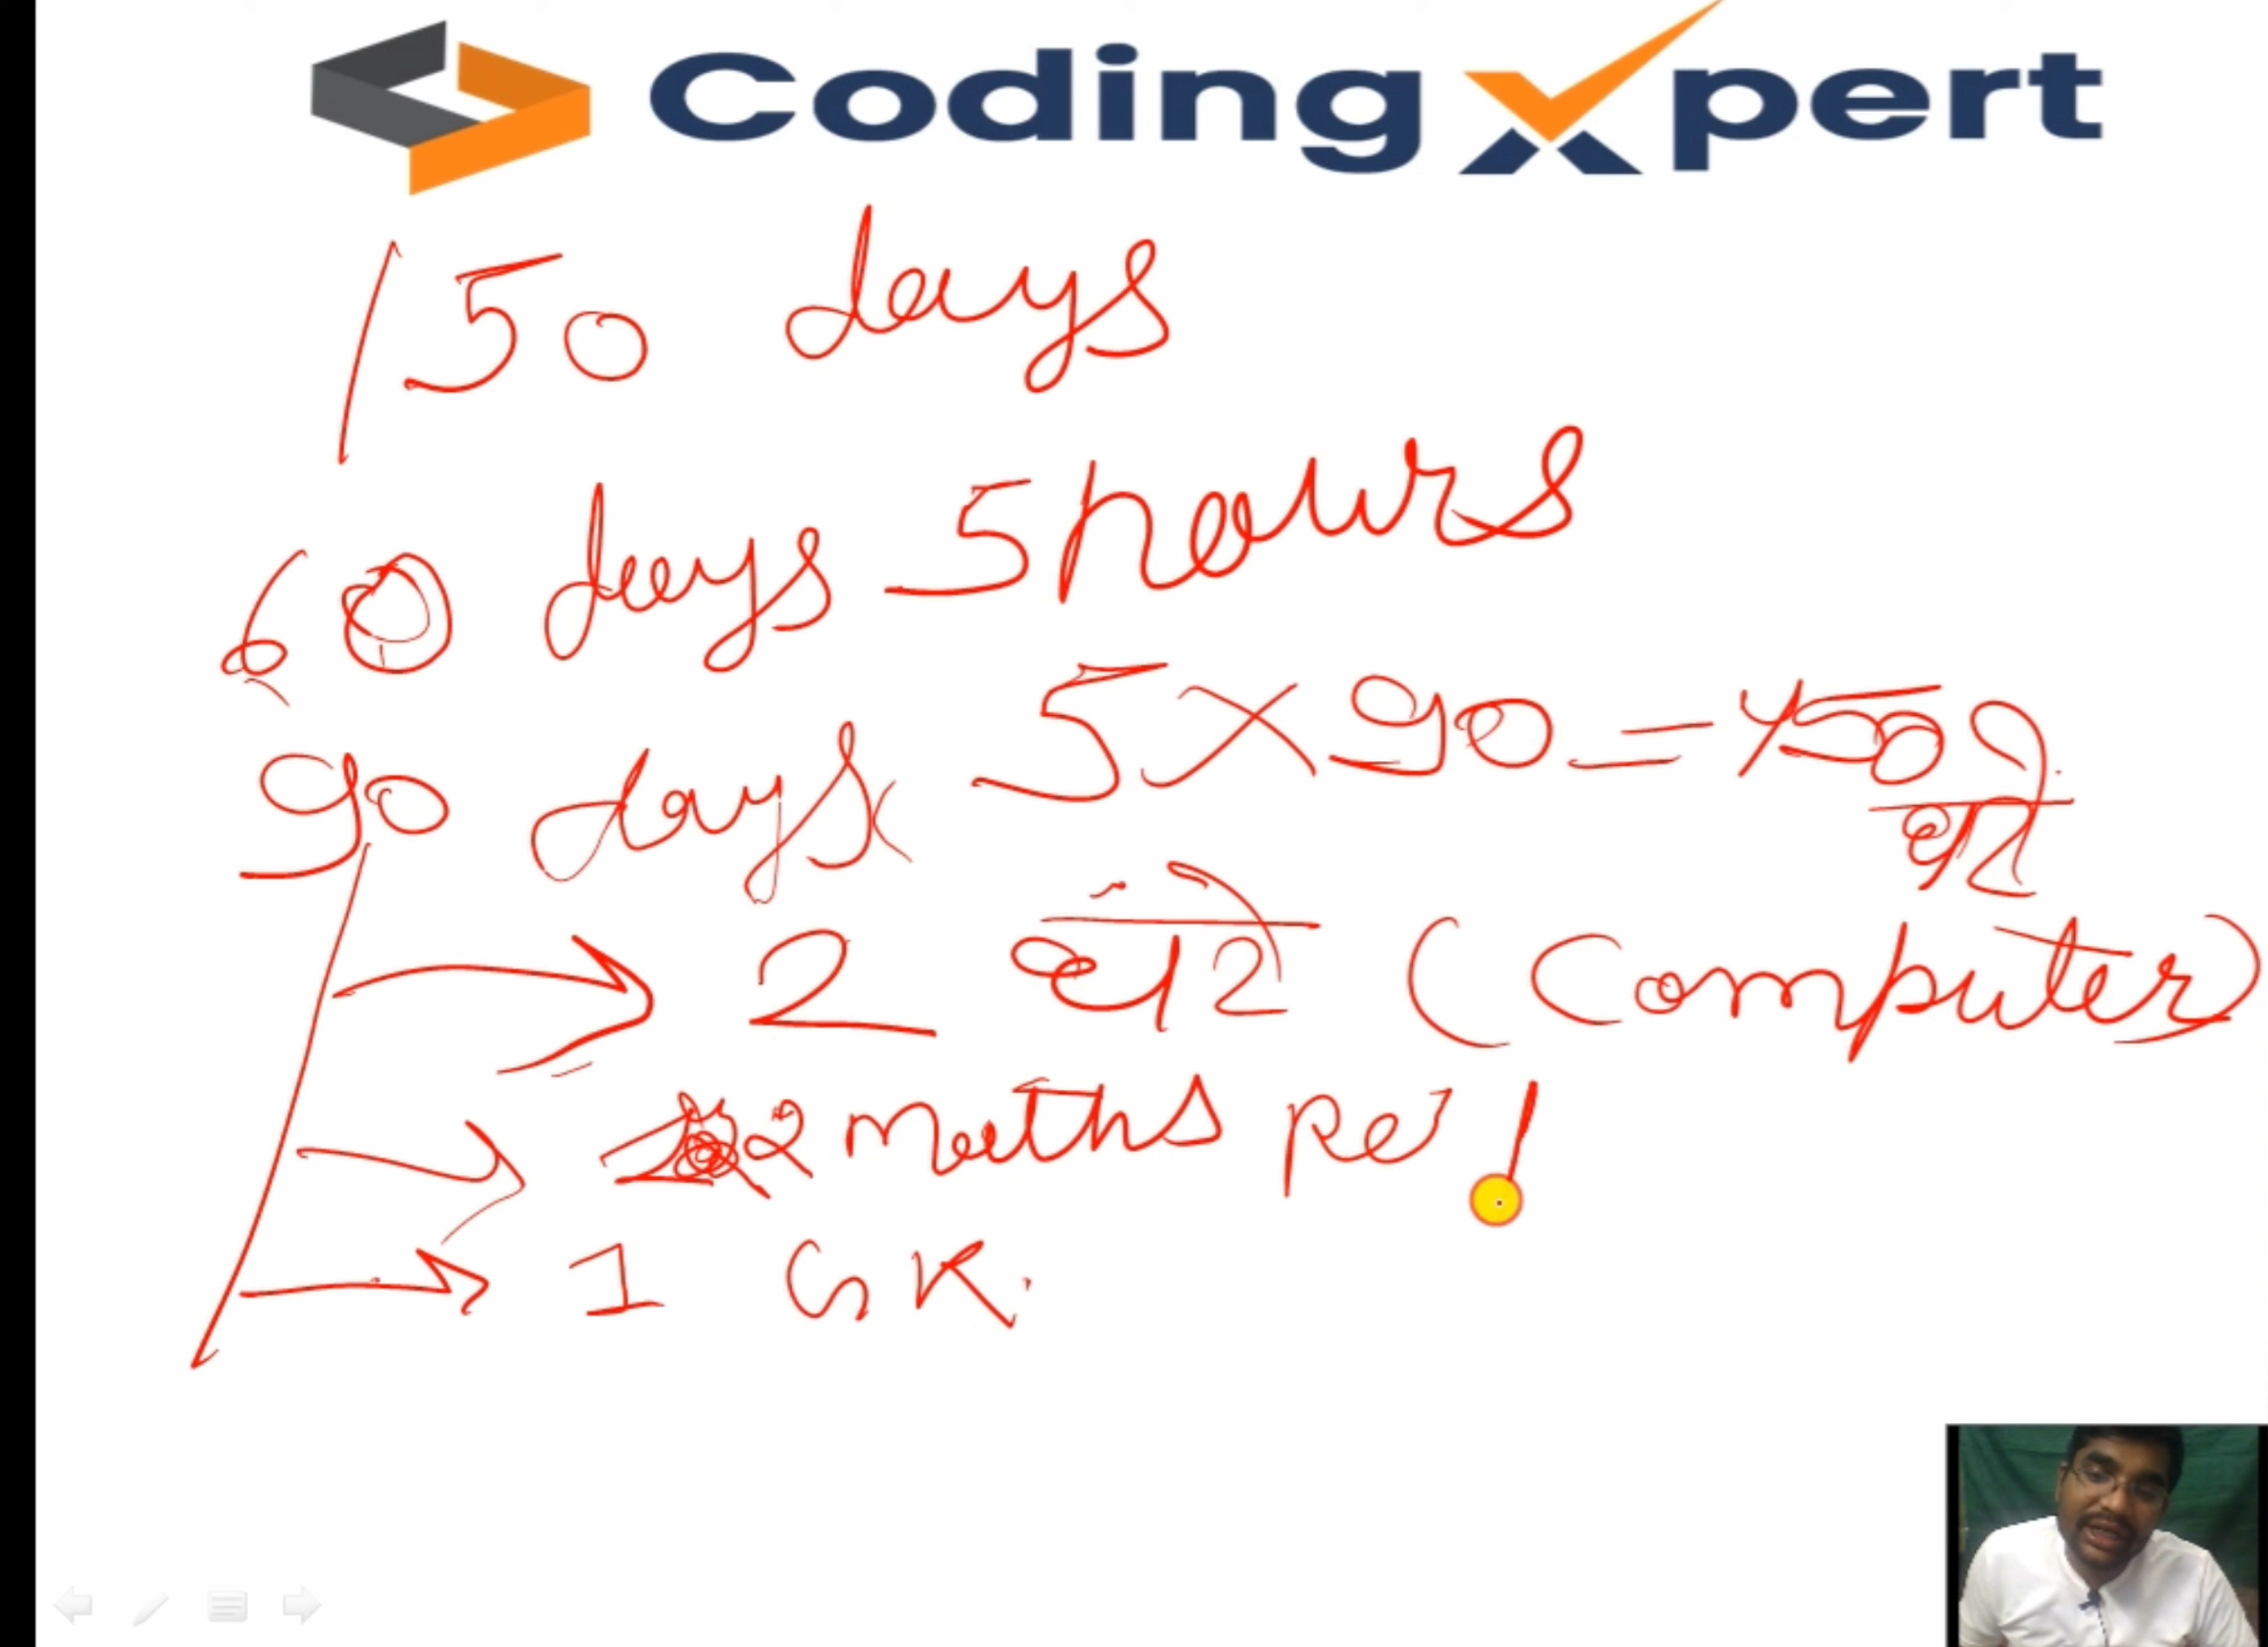 Coding Xpert
150 days
60 days 5 hours
90 days 5 × 90 = 450 घंटे
2 घंटे (Computer)
2 maths
1 GK.